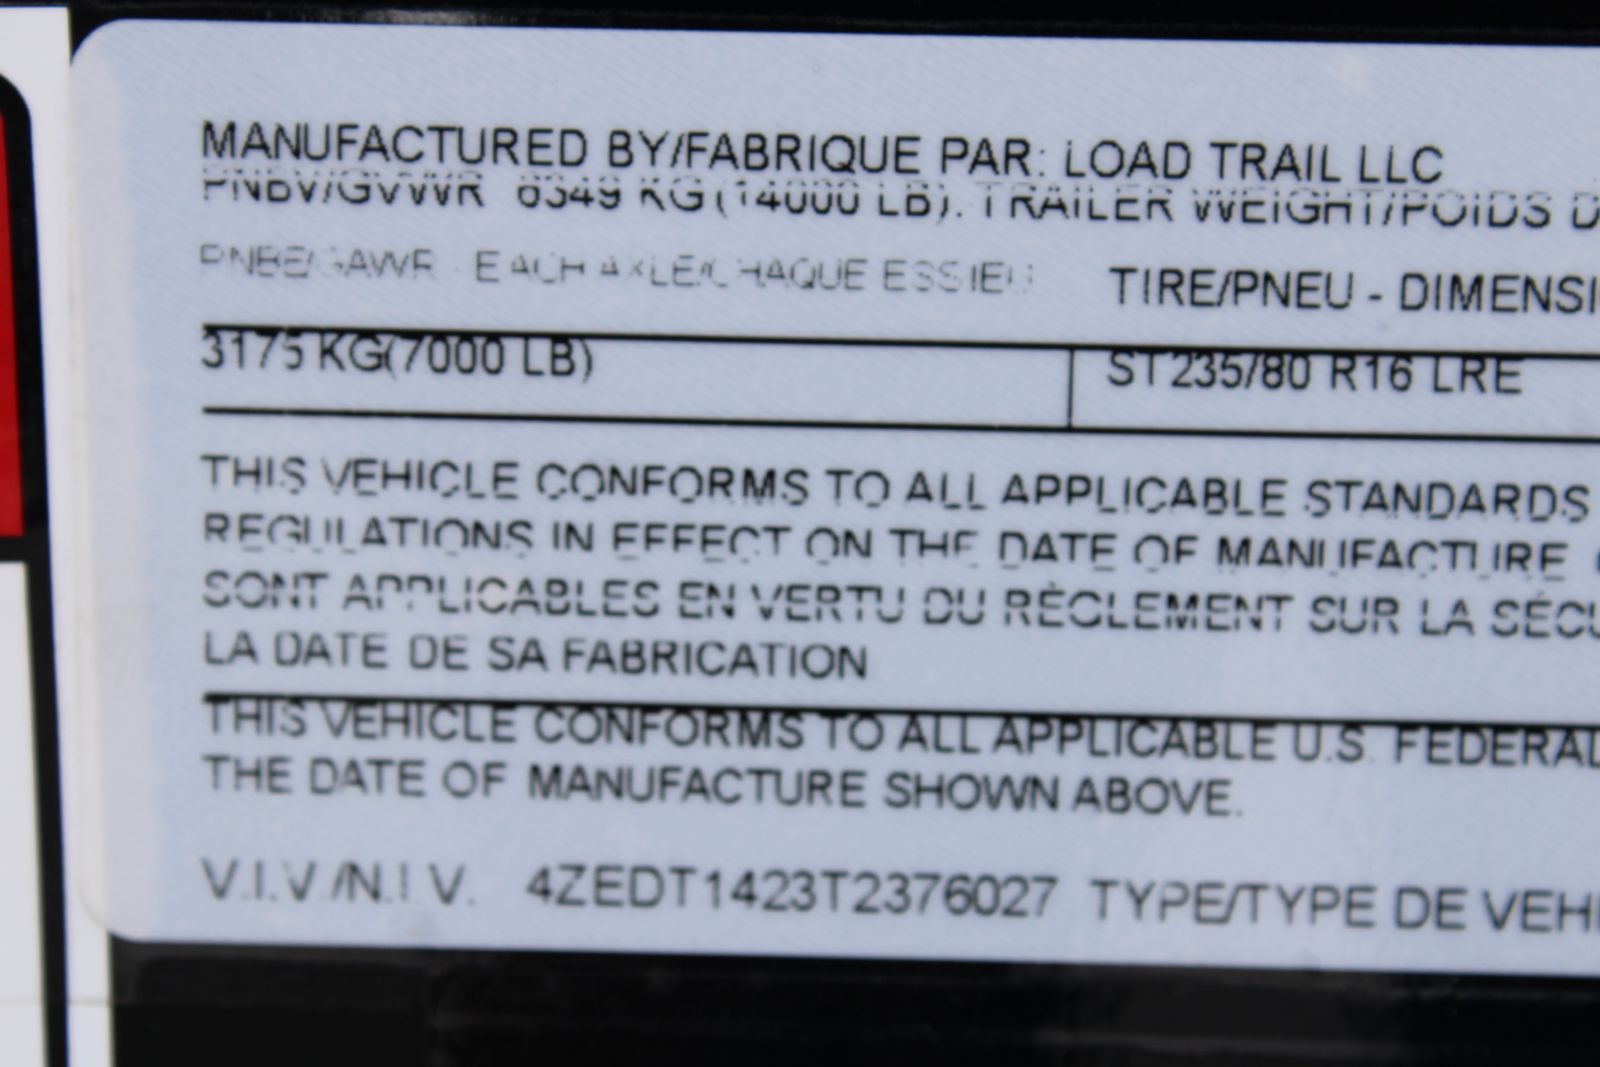 MANUFACTURED BY/FABRIQUE PAR: LOAD TRAIL LLC
PNBV/GVWR 6349 KG (14000 LB). TRAILER WEIGHT/POIDS D
PNBE/GAWR - EACH AXLE/CHAQUE ESSIEU TIRE/PNEU - DIMENSI
3175 KG(7000 LB) ST235/80 R16 LRE
THIS VEHICLE CONFORMS TO ALL APPLICABLE STANDARDS
REGULATIONS IN EFFECT ON THE DATE OF MANUFACTURE.
SONT APPLICABLES EN VERTU DU RÈGLEMENT SUR LA SÉCU
LA DATE DE SA FABRICATION
THIS VEHICLE CONFORMS TO ALL APPLICABLE U.S. FEDERAL
THE DATE OF MANUFACTURE SHOWN ABOVE.
V.I.V./N.I.V. 4ZEDT1423T2376027 TYPE/TYPE DE VEHI